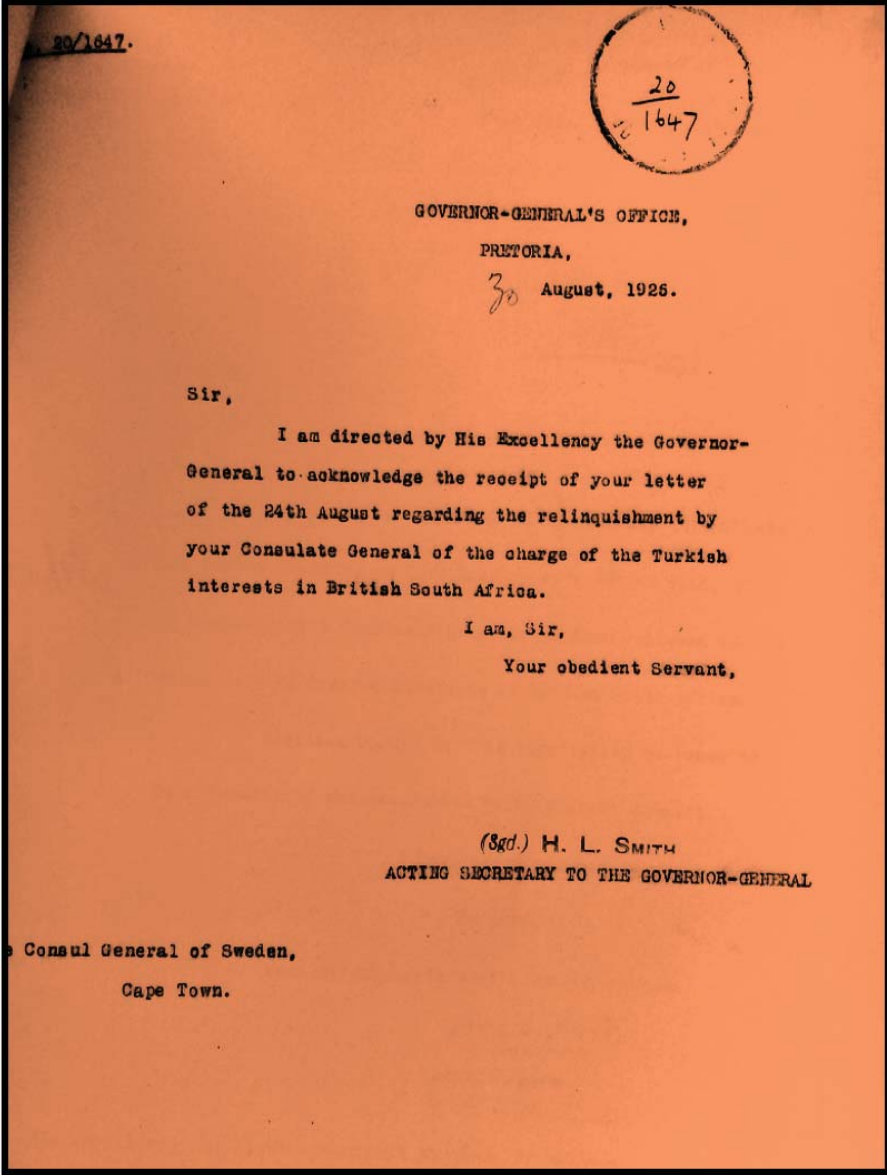 20/1647.
20
1647
GOVERNOR-GENERAL'S OFFICE,
PRETORIA,
30 August, 1926.
Sir,
I am directed by His Excellency the Governor-
General to acknowledge the receipt of your letter
of the 24th August regarding the relinquishment by
your Consulate General of the charge of the Turkish
interests in British South Africa.
I am, Sir,
Your obedient Servant,
(Sgd.) H. L. SMITH
ACTING SECRETARY TO THE GOVERNOR-GENERAL
Consul General of Sweden,
Cape Town.